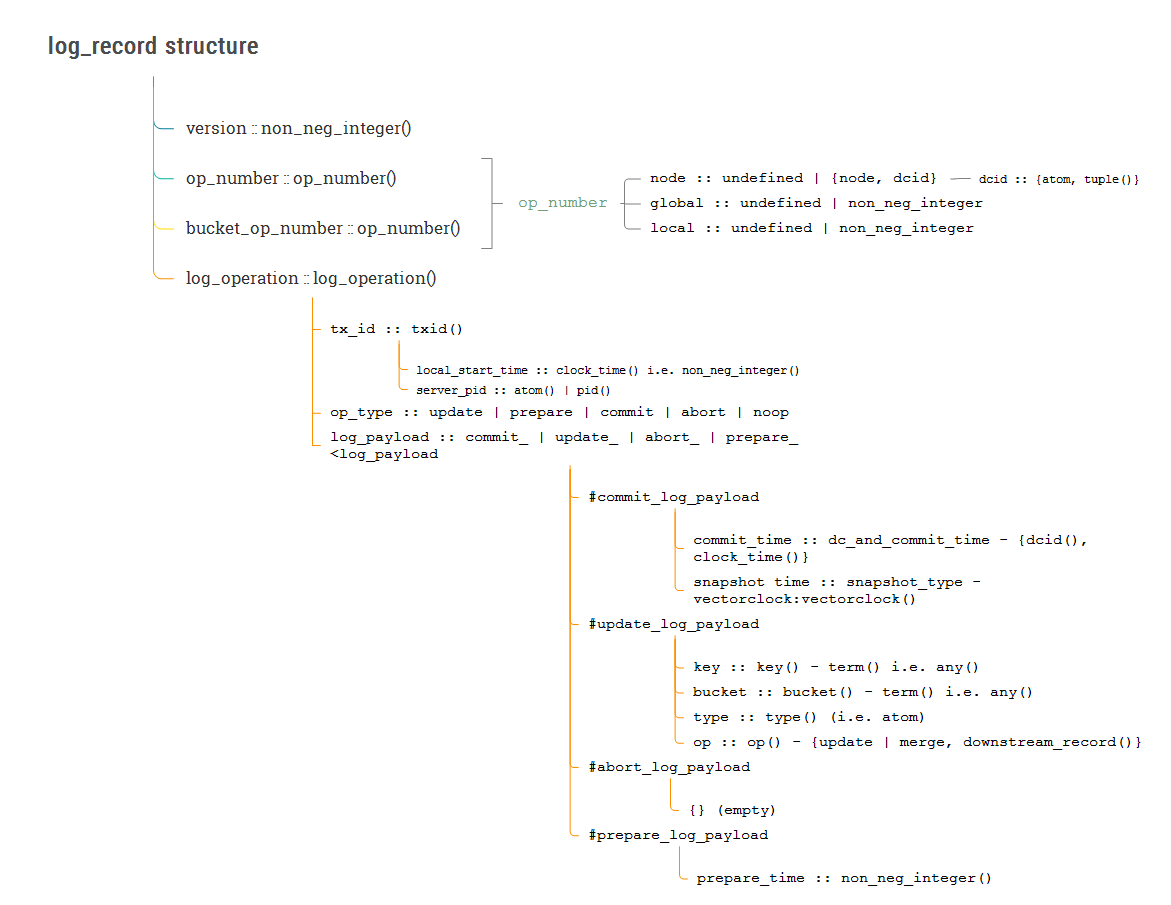 log_record structure
version :: non_neg_integer()
op_number :: op_number()
bucket_op_number :: op_number()
op_number
node :: undefined | {node, dcid}
dcid :: {atom, tuple()}
global :: undefined | non_neg_integer
local :: undefined | non_neg_integer
log_operation :: log_operation()
tx_id :: txid()
local_start_time :: clock_time() i.e. non_neg_integer()
server_pid :: atom() | pid()
op_type :: update | prepare | commit | abort | noop
log_payload :: commit_ | update_ | abort_ | prepare_
<log_payload
#commit_log_payload
commit_time :: dc_and_commit_time - {dcid(),
clock_time()}
snapshot time :: snapshot_type -
vectorclock:vectorclock()
#update_log_payload
key :: key() - term() i.e. any()
bucket :: bucket() - term() i.e. any()
type :: type() (i.e. atom)
op :: op() - {update | merge, downstream_record()}
#abort_log_payload
{} (empty)
#prepare_log_payload
prepare_time :: non_neg_integer()